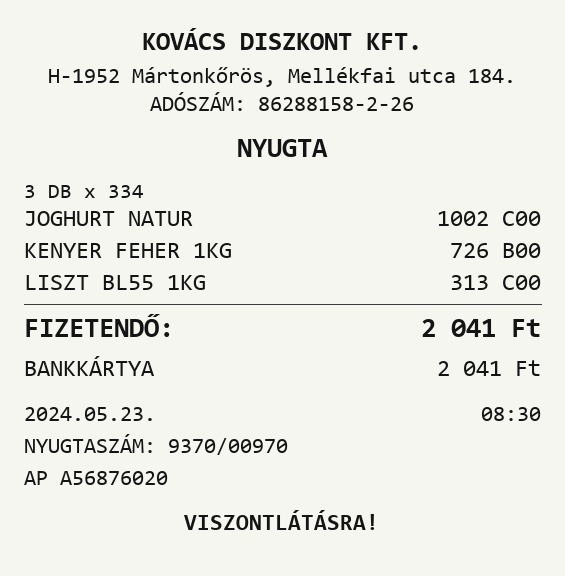 KOVÁCS DISZKONT KFT.
H-1952 Mártonkőrös, Mellékfai utca 184.
ADÓSZÁM: 86288158-2-26
NYUGTA
3 DB x 334
JOGHURT NATUR 1002 C00
KENYER FEHER 1KG 726 B00
LISZT BL55 1KG 313 C00
FIZETENDŐ: 2 041 Ft
BANKKÁRTYA 2 041 Ft
2024.05.23. 08:30
NYUGTASZÁM: 9370/00970
AP A56876020
VISZONTLÁTÁSRA!